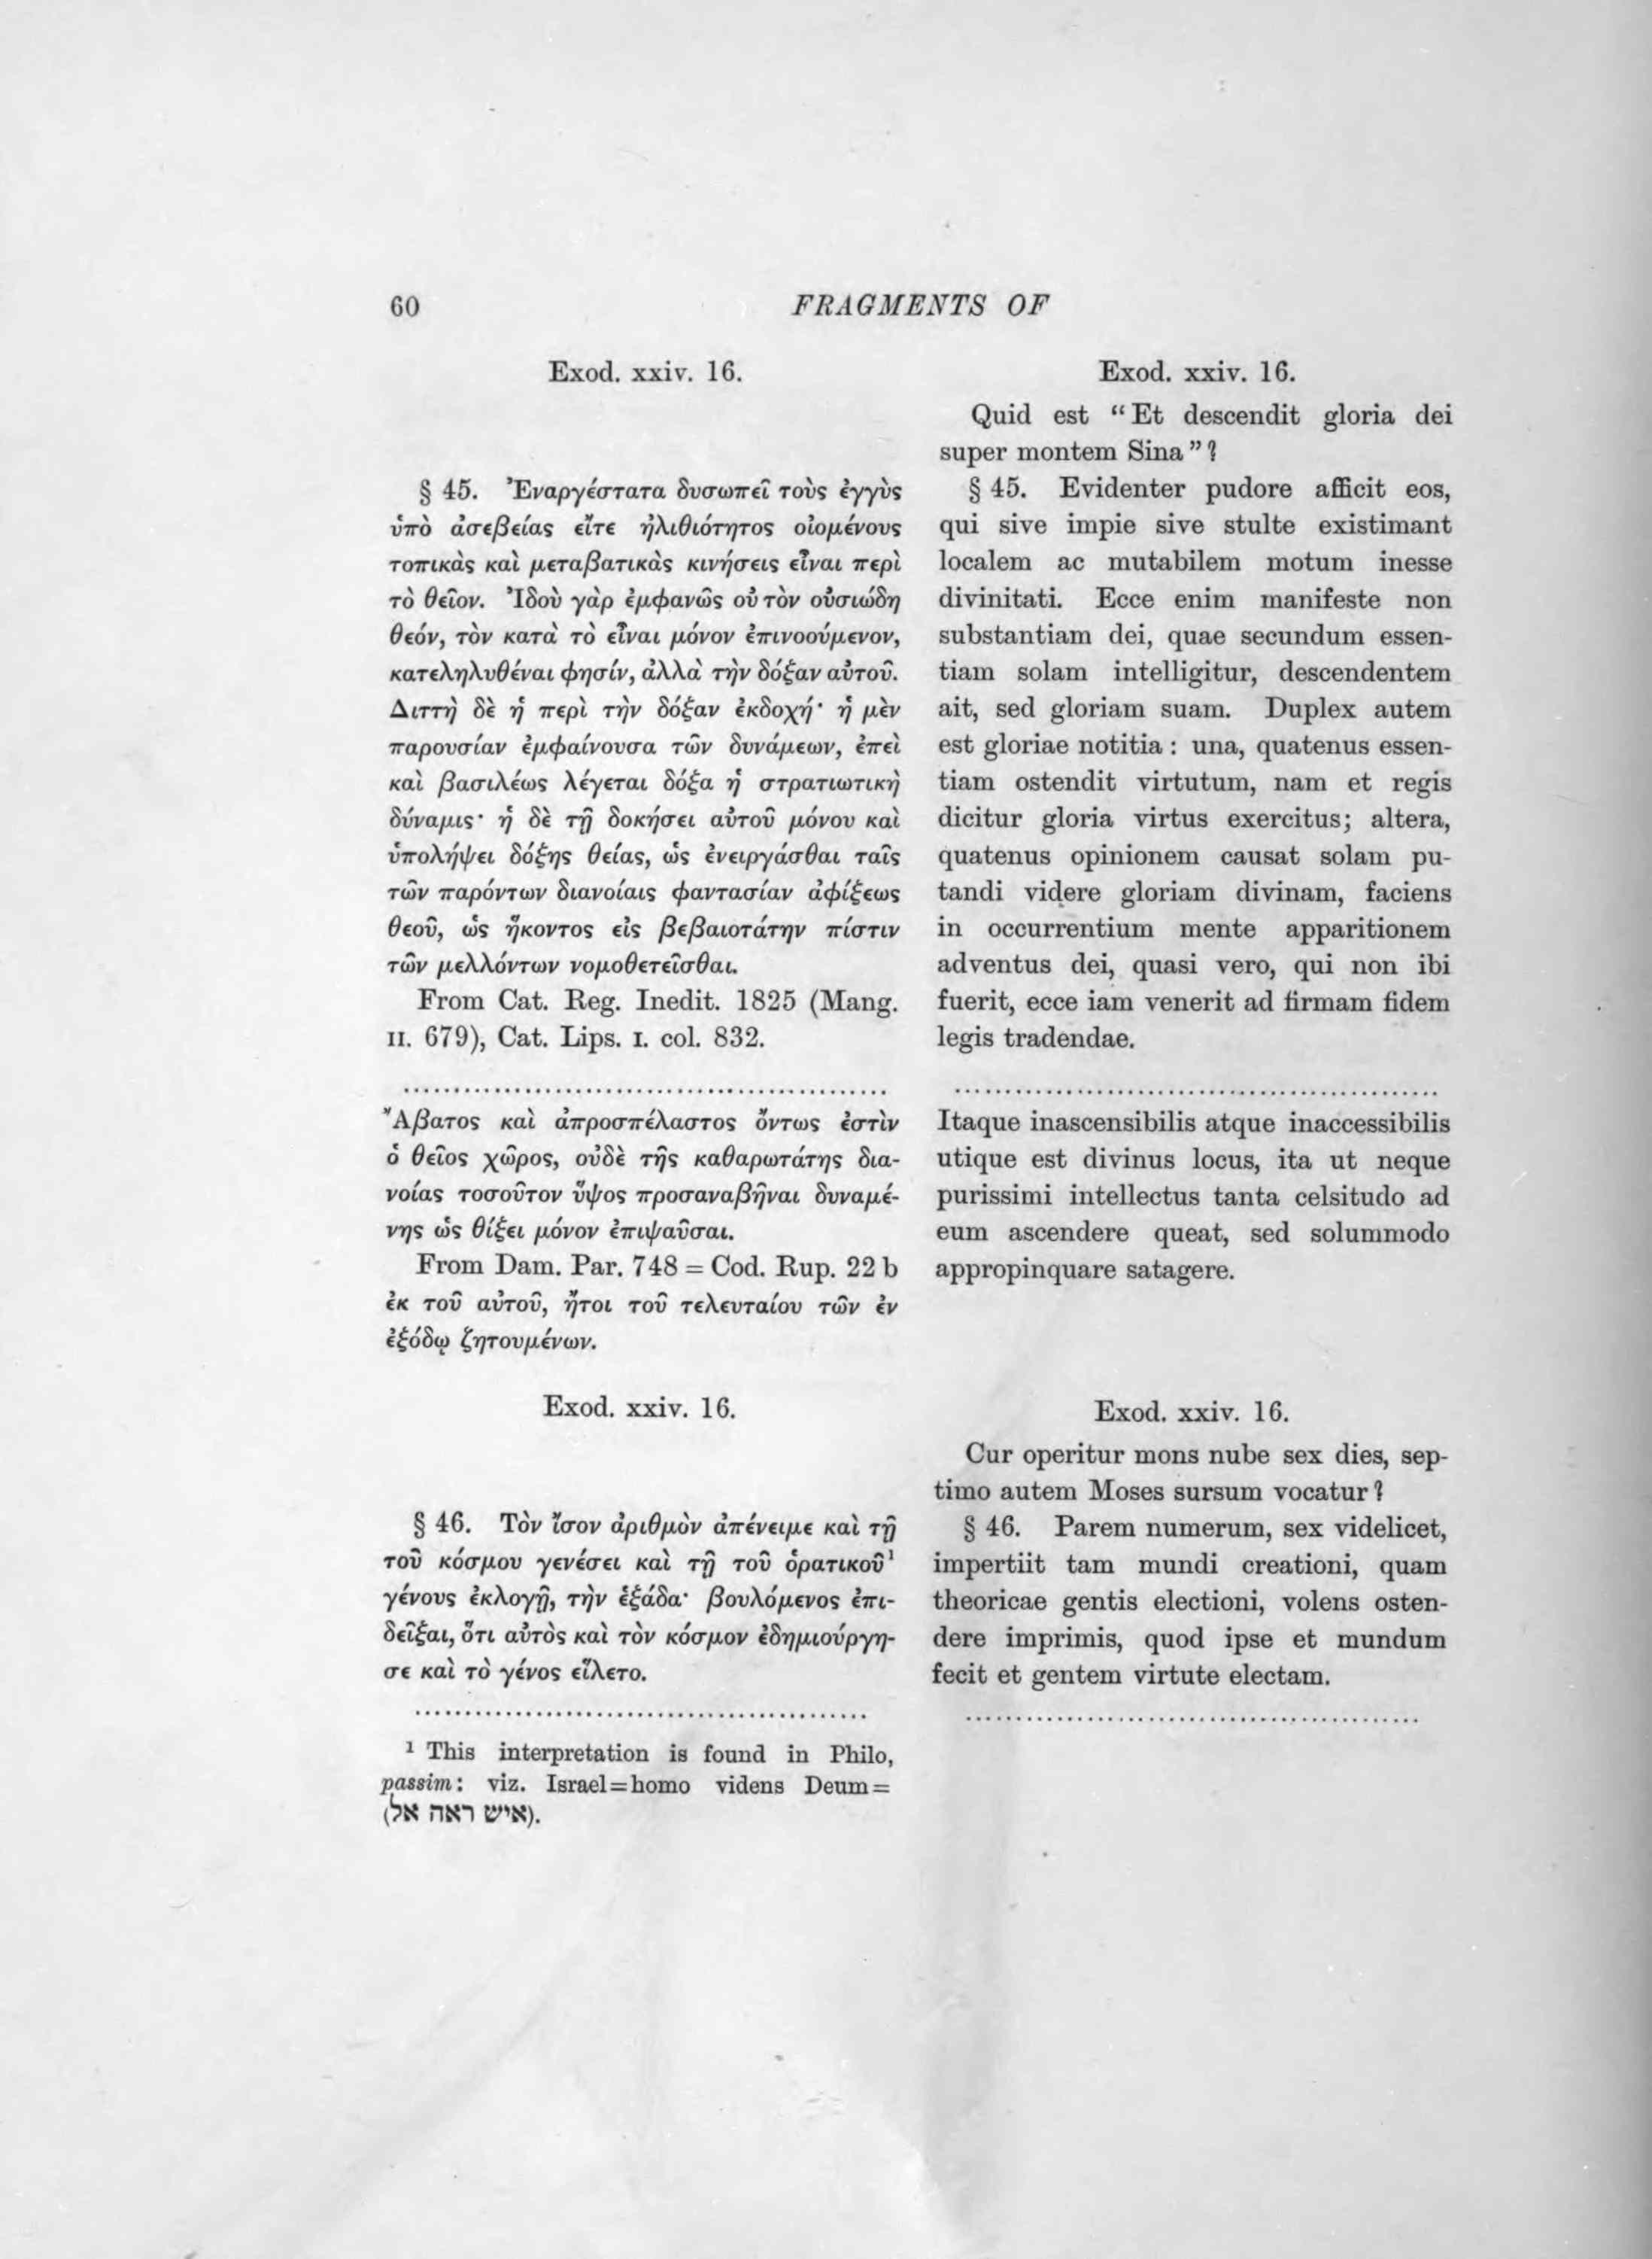 60
FRAGMENTS OF
Exod. xxiv. 16.
§ 45. Ἐναργέστατα δυσωπεῖ τοὺς ἐγγὺς
ὑπὸ ἀσεβείας εἴτε ἠλιθιότητος οἰομένους
τοπικὰς καὶ μεταβατικὰς κινήσεις εἶναι περὶ
τὸ θεῖον. Ἰδοὺ γὰρ ἐμφανῶς οὐ τὸν οὐσιώδη
θεόν, τὸν κατὰ τὸ εἶναι μόνον ἐπινοούμενον,
κατεληλυθέναι φησίν, ἀλλὰ τὴν δόξαν αὐτοῦ.
Διττὴ δὲ ἡ περὶ τὴν δόξαν ἐκδοχή· ἡ μὲν
παρουσίαν ἐμφαίνουσα τῶν δυνάμεων, ἐπεὶ
καὶ βασιλέως λέγεται δόξα ἡ στρατιωτικὴ
δύναμις· ἡ δὲ τῇ δοκήσει αὐτοῦ μόνου καὶ
ὑπολήψει δόξης θείας, ὡς ἐνειργάσθαι ταῖς
τῶν παρόντων διανοίαις φαντασίαν ἀφίξεως
θεοῦ, ὡς ἥκοντος εἰς βεβαιοτάτην πίστιν
τῶν μελλόντων νομοθετεῖσθαι.
From Cat. Reg. Inedit. 1825 (Mang.
II. 679), Cat. Lips. I. col. 832.
............................................
Ἄβατος καὶ ἀπροσπέλαστος ὄντως ἐστὶν
ὁ θεῖος χῶρος, οὐδὲ τῆς καθαρωτάτης δια-
νοίας τοσοῦτον ὕψος προσαναβῆναι δυναμέ-
νης ὡς θίξει μόνον ἐπιψαῦσαι.
From Dam. Par. 748 = Cod. Rup. 22 b
ἐκ τοῦ αὐτοῦ, ἤτοι τοῦ τελευταίου τῶν ἐν
ἐξόδῳ ζητουμένων.
Exod. xxiv. 16.
§ 46. Τὸν ἴσον ἀριθμὸν ἀπένειμε καὶ τῇ
τοῦ κόσμου γενέσει καὶ τῇ τοῦ ὁρατικοῦ¹
γένους ἐκλογῇ, τὴν ἑξάδα· βουλόμενος ἐπι-
δεῖξαι, ὅτι αὐτὸς καὶ τὸν κόσμον ἐδημιούργη-
σε καὶ τὸ γένος εἵλετο.
............................................
¹ This interpretation is found in Philo,
passim: viz. Israel=homo videns Deum=
(איש ראה אל).
Exod. xxiv. 16.
Quid est “Et descendit gloria dei
super montem Sina”?
§ 45. Evidenter pudore afficit eos,
qui sive impie sive stulte existimant
localem ac mutabilem motum inesse
divinitati. Ecce enim manifeste non
substantiam dei, quae secundum essen-
tiam solam intelligitur, descendentem
ait, sed gloriam suam. Duplex autem
est gloriae notitia : una, quatenus essen-
tiam ostendit virtutum, nam et regis
dicitur gloria virtus exercitus; altera,
quatenus opinionem causat solam pu-
tandi videre gloriam divinam, faciens
in occurrentium mente apparitionem
adventus dei, quasi vero, qui non ibi
fuerit, ecce iam venerit ad firmam fidem
legis tradendae.
............................................
Itaque inascensibilis atque inaccessibilis
utique est divinus locus, ita ut neque
purissimi intellectus tanta celsitudo ad
eum ascendere queat, sed solummodo
appropinquare satagere.
Exod. xxiv. 16.
Cur operitur mons nube sex dies, sep-
timo autem Moses sursum vocatur?
§ 46. Parem numerum, sex videlicet,
impertiit tam mundi creationi, quam
theoricae gentis electioni, volens osten-
dere imprimis, quod ipse et mundum
fecit et gentem virtute electam.
............................................